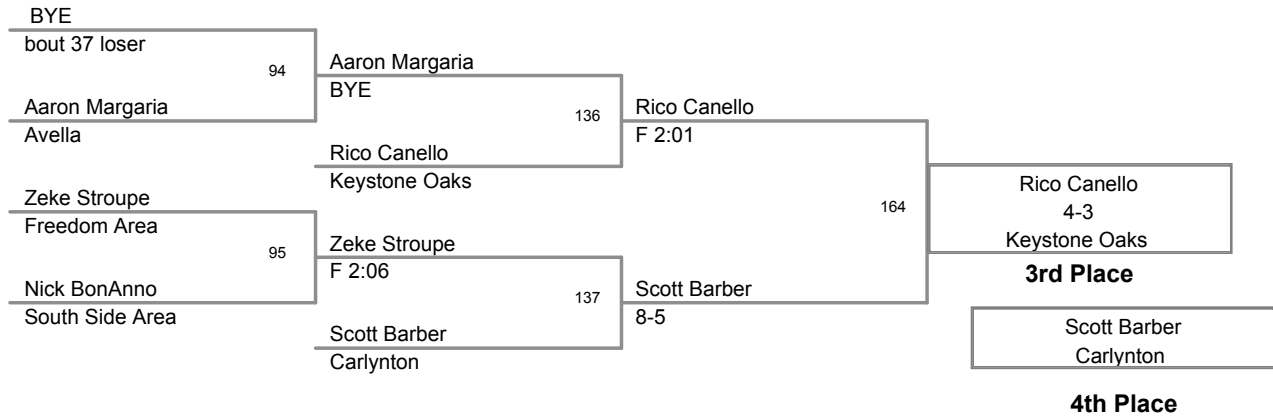 BYE
bout 37 loser
94
Aaron Margaria
Avella
Zeke Stroupe
Freedom Area
95
Nick BonAnno
South Side Area
Aaron Margaria
BYE
136
Rico Canello
Keystone Oaks
Zeke Stroupe
F 2:06
137
Scott Barber
Carlynton
Rico Canello
F 2:01
164
Scott Barber
8-5
Rico Canello
4-3
Keystone Oaks
3rd Place
Scott Barber
Carlynton
4th Place